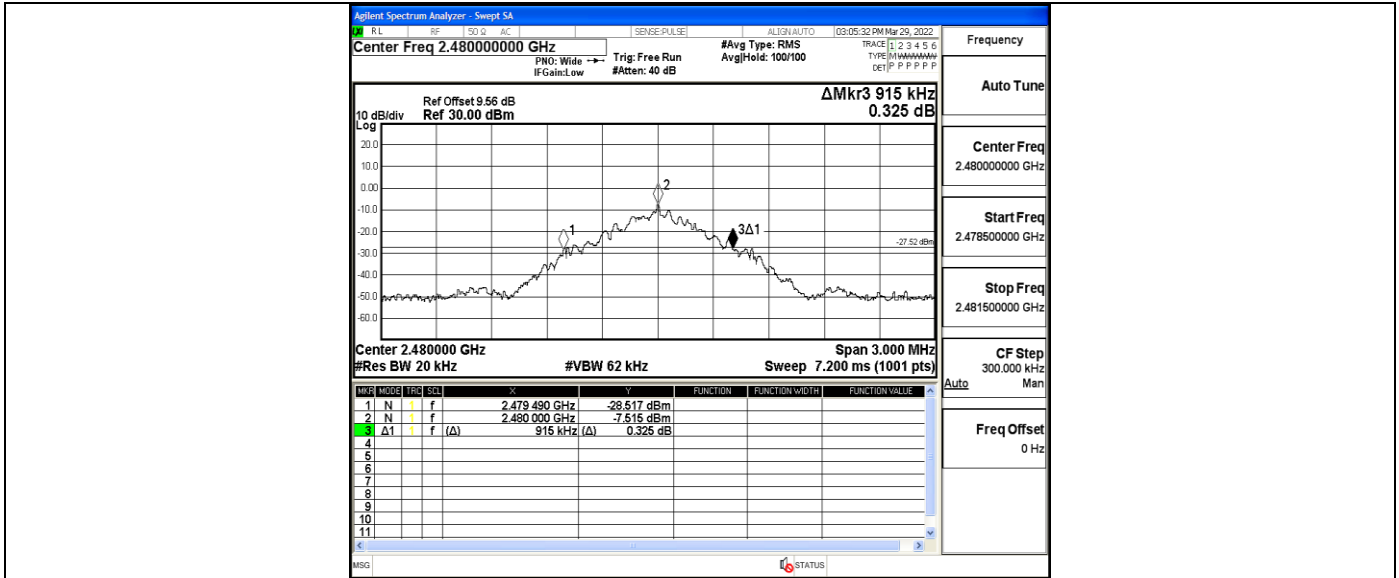 Agilent Spectrum Analyzer - Swept SA
RL RF 50 Ω AC SENSE:PULSE ALIGNAUTO 03:05:32 PM Mar 29, 2022
Center Freq 2.480000000 GHz
PNO: Wide
IFGain:Low
Trig: Free Run
#Atten: 40 dB
#Avg Type: RMS
Avg|Hold: 100/100
TRACE 1 2 3 4 5 6
TYPE MWWWWW
DET P P P P P P
Frequency
Auto Tune
Center Freq
2.480000000 GHz
Start Freq
2.478500000 GHz
Stop Freq
2.481500000 GHz
CF Step
300.000 kHz
Auto Man
Freq Offset
0 Hz
Ref Offset 9.56 dB
10 dB/div Ref 30.00 dBm
Log
ΔMkr3 915 kHz
0.325 dB
20.0
10.0
0.00
-10.0
-20.0
-30.0
-40.0
-50.0
-60.0
1
2
3Δ1
-27.52 dBm
Center 2.480000 GHz Span 3.000 MHz
#Res BW 20 kHz #VBW 62 kHz Sweep 7.200 ms (1001 pts)
MKR MODE TRC SCL X Y FUNCTION FUNCTION WIDTH FUNCTION VALUE
1 N 1 f 2.479 490 GHz -28.517 dBm
2 N 1 f 2.480 000 GHz -7.515 dBm
3 Δ1 1 f (Δ) 915 kHz (Δ) 0.325 dB
4
5
6
7
8
9
10
11
MSG STATUS